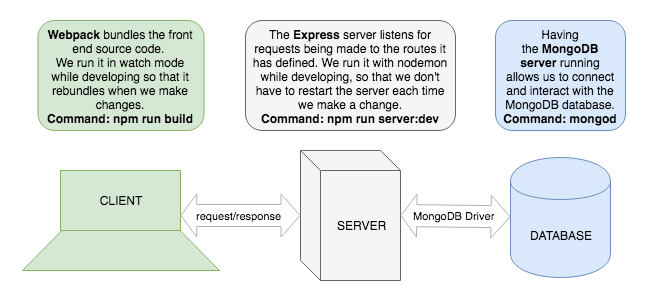 Webpack bundles the front
end source code.
We run it in watch mode
while developing so that it
rebundles when we make
changes.
Command: npm run build
The Express server listens for
requests being made to the routes it
has defined. We run it with nodemon
while developing, so that we don't
have to restart the server each time
we make a change.
Command: npm run server:dev
Having
the MongoDB
server running
allows us to connect
and interact with the
MongoDB database.
Command: mongod
CLIENT
request/response
SERVER
MongoDB Driver
DATABASE